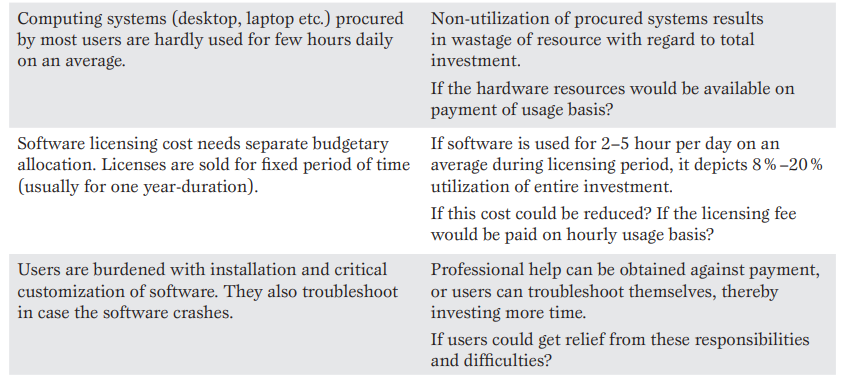 Computing systems (desktop, laptop etc.) procured
by most users are hardly used for few hours daily
on an average.
Non-utilization of procured systems results
in wastage of resource with regard to total
investment.
If the hardware resources would be available on
payment of usage basis?
Software licensing cost needs separate budgetary
allocation. Licenses are sold for fixed period of time
(usually for one year-duration).
If software is used for 2–5 hour per day on an
average during licensing period, it depicts 8%–20%
utilization of entire investment.
If this cost could be reduced? If the licensing fee
would be paid on hourly usage basis?
Users are burdened with installation and critical
customization of software. They also troubleshoot
in case the software crashes.
Professional help can be obtained against payment,
or users can troubleshoot themselves, thereby
investing more time.
If users could get relief from these responsibilities
and difficulties?